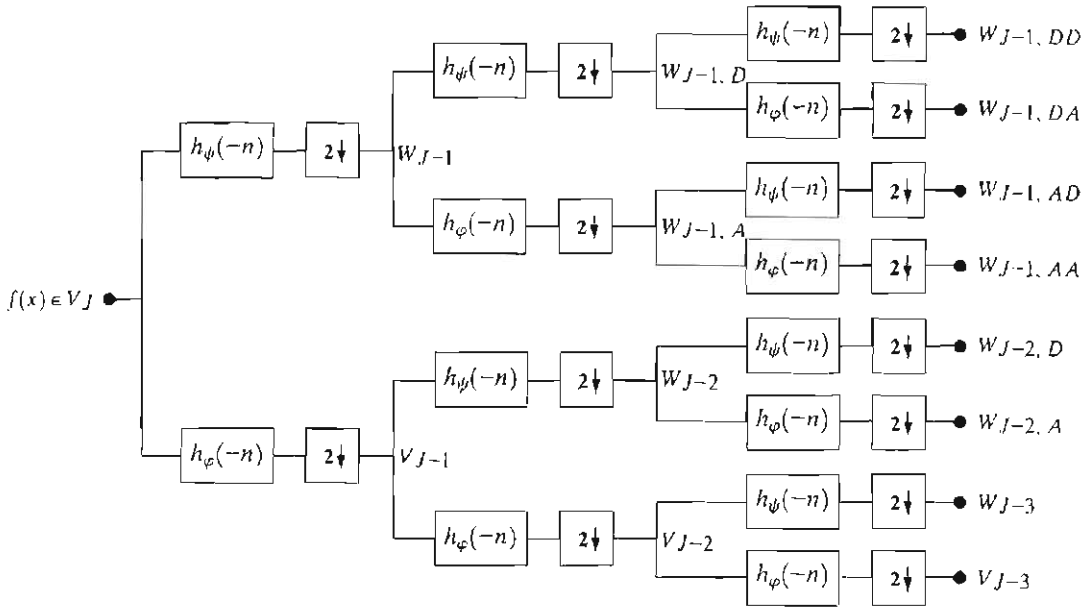 h_ψ(−n) 2↓ W_{J−1, DD}
h_ψ(−n) 2↓ W_{J−1, D}
h_φ(−n) 2↓ W_{J−1, DA}
h_ψ(−n) 2↓ W_{J−1}
h_ψ(−n) 2↓ W_{J−1, AD}
h_φ(−n) 2↓ W_{J−1, A}
h_φ(−n) 2↓ W_{J−1, AA}
f(x) ∈ V_J
h_ψ(−n) 2↓ W_{J−2, D}
h_ψ(−n) 2↓ W_{J−2}
h_φ(−n) 2↓ W_{J−2, A}
h_φ(−n) 2↓ V_{J−1}
h_ψ(−n) 2↓ W_{J−3}
h_φ(−n) 2↓ V_{J−2}
h_φ(−n) 2↓ V_{J−3}